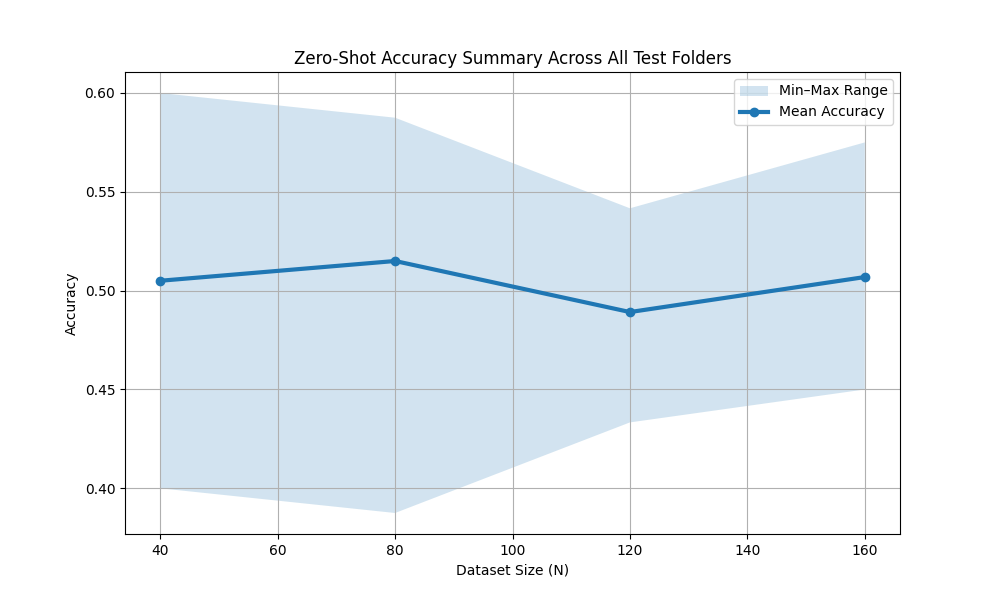 Zero-Shot Accuracy Summary Across All Test Folders
Min–Max Range
Mean Accuracy
0.60
0.55
0.50
0.45
0.40
Accuracy
40
60
80
100
120
140
160
Dataset Size (N)